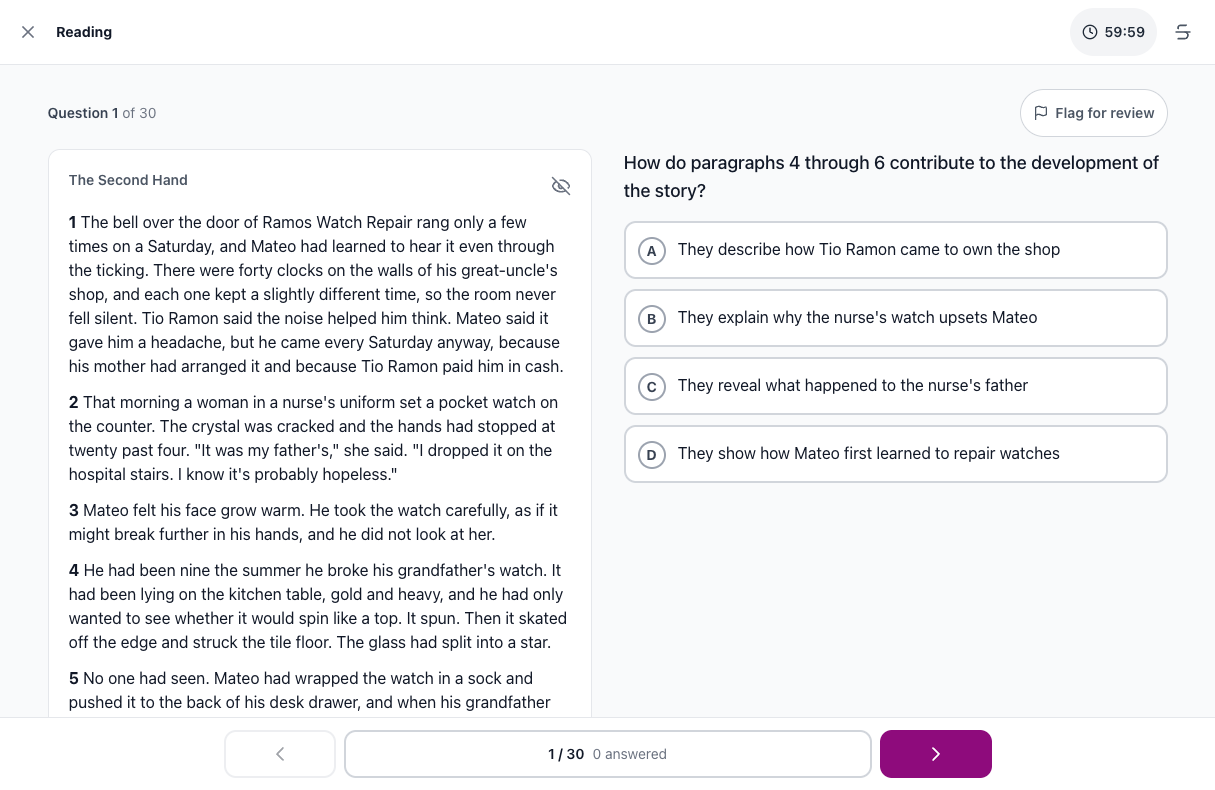 Reading
59:59
Question 1 of 30
Flag for review
The Second Hand
1 The bell over the door of Ramos Watch Repair rang only a few
times on a Saturday, and Mateo had learned to hear it even through
the ticking. There were forty clocks on the walls of his great-uncle's
shop, and each one kept a slightly different time, so the room never
fell silent. Tio Ramon said the noise helped him think. Mateo said it
gave him a headache, but he came every Saturday anyway, because
his mother had arranged it and because Tio Ramon paid him in cash.
2 That morning a woman in a nurse's uniform set a pocket watch on
the counter. The crystal was cracked and the hands had stopped at
twenty past four. "It was my father's," she said. "I dropped it on the
hospital stairs. I know it's probably hopeless."
3 Mateo felt his face grow warm. He took the watch carefully, as if it
might break further in his hands, and he did not look at her.
4 He had been nine the summer he broke his grandfather's watch. It
had been lying on the kitchen table, gold and heavy, and he had only
wanted to see whether it would spin like a top. It spun. Then it skated
off the edge and struck the tile floor. The glass had split into a star.
5 No one had seen. Mateo had wrapped the watch in a sock and
pushed it to the back of his desk drawer, and when his grandfather
How do paragraphs 4 through 6 contribute to the development of
the story?
A They describe how Tio Ramon came to own the shop
B They explain why the nurse's watch upsets Mateo
C They reveal what happened to the nurse's father
D They show how Mateo first learned to repair watches
1 / 30 0 answered